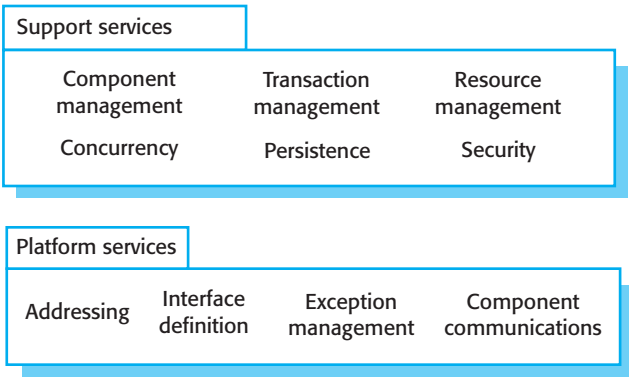 Support services
Component Transaction Resource
management management management
Concurrency Persistence Security
Platform services
Addressing Interface Exception Component
definition management communications